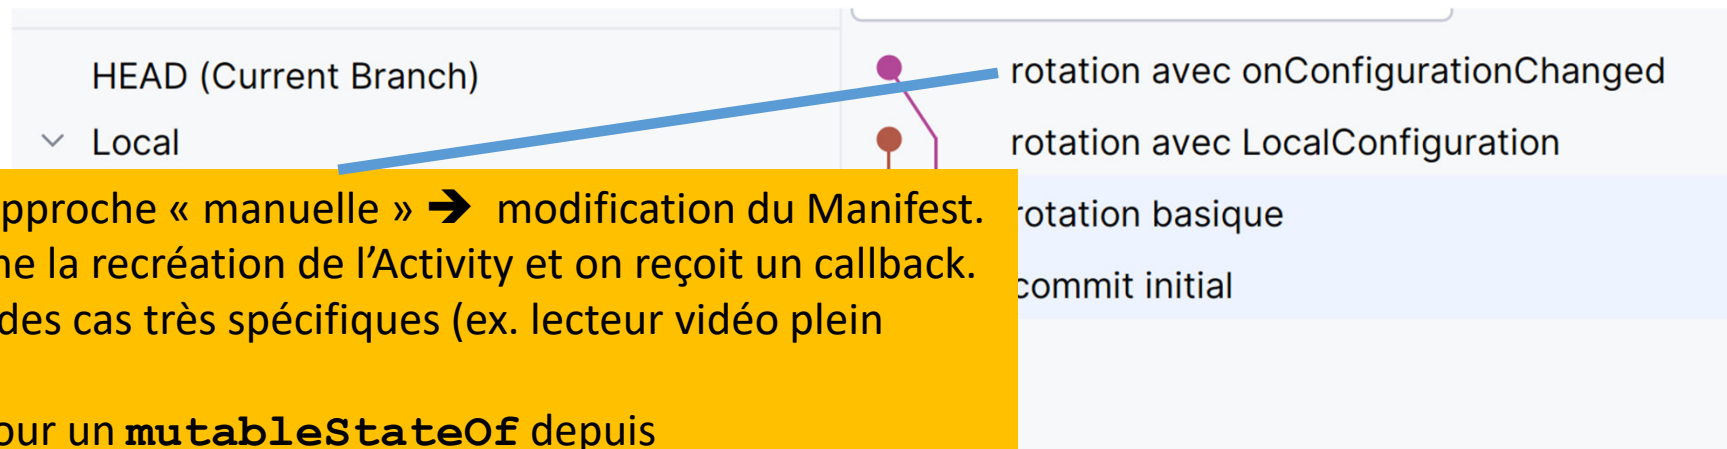 HEAD (Current Branch)
Local
rotation avec onConfigurationChanged
rotation avec LocalConfiguration
rotation basique
commit initial
pproche « manuelle » ➔ modification du Manifest.
ne la recréation de l’Activity et on reçoit un callback.
des cas très spécifiques (ex. lecteur vidéo plein
our un mutableStateOf depuis